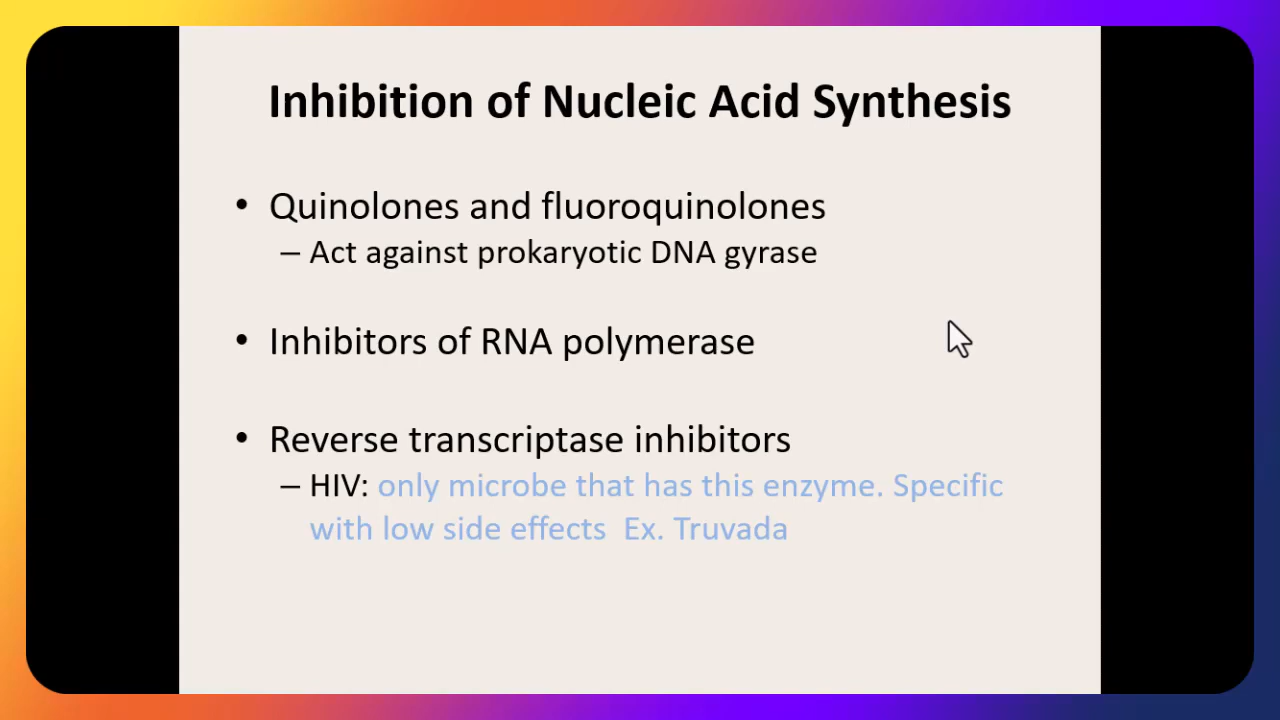 Inhibition of Nucleic Acid Synthesis
• Quinolones and fluoroquinolones
– Act against prokaryotic DNA gyrase
• Inhibitors of RNA polymerase
• Reverse transcriptase inhibitors
– HIV: only microbe that has this enzyme. Specific
with low side effects  Ex. Truvada